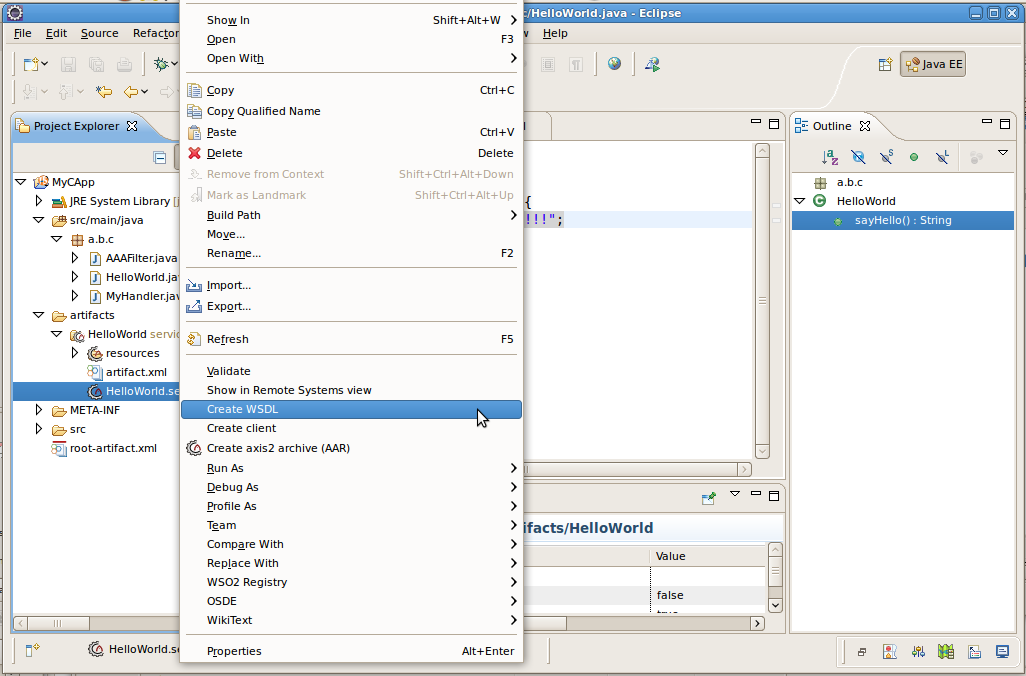 c/HelloWorld.java - Eclipse
File Edit Source Refactor Help
Java EE
Project Explorer
MyCApp
JRE System Library [j
src/main/java
a.b.c
AAAFilter.java
HelloWorld.ja
MyHandler.jav
artifacts
HelloWorld servic
resources
artifact.xml
HelloWorld.se
META-INF
src
root-artifact.xml
Show In Shift+Alt+W
Open F3
Open With
Copy Ctrl+C
Copy Qualified Name
Paste Ctrl+V
Delete Delete
Remove from Context Shift+Ctrl+Alt+Down
Mark as Landmark Shift+Ctrl+Alt+Up
Build Path
Move...
Rename... F2
Import...
Export...
Refresh F5
Validate
Show in Remote Systems view
Create WSDL
Create client
Create axis2 archive (AAR)
Run As
Debug As
Profile As
Team
Compare With
Replace With
WSO2 Registry
OSDE
WikiText
Properties Alt+Enter
{
!!!";
ifacts/HelloWorld
Value
false
true
Outline
a.b.c
HelloWorld
sayHello() : String
HelloWorld.se